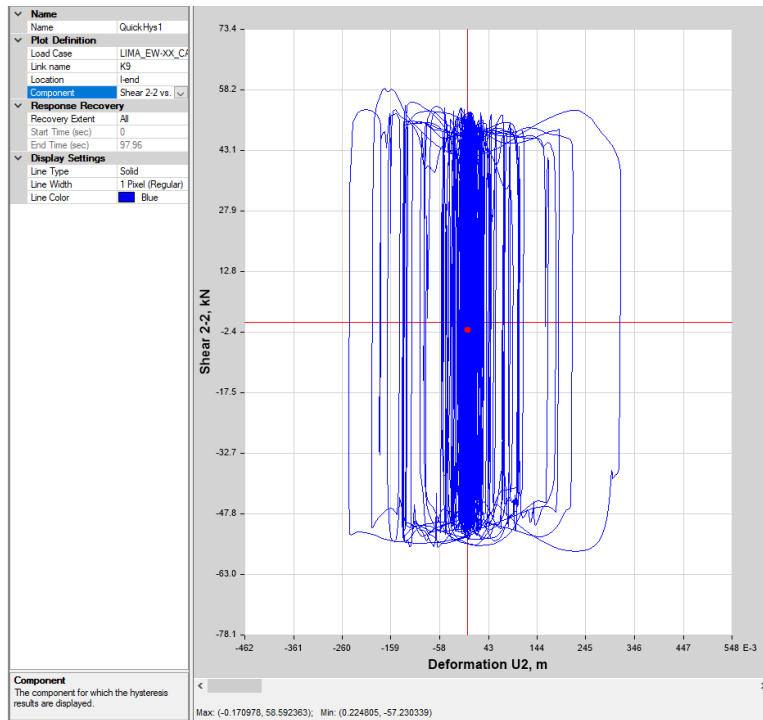 Name
Name QuickHys1
Plot Definition
Load Case LIMA_EW-XX_CA
Link name K9
Location I-end
Component Shear 2-2 vs.
Response Recovery
Recovery Extent All
Start Time (sec) 0
End Time (sec) 97.96
Display Settings
Line Type Solid
Line Width 1 Pixel (Regular)
Line Color Blue
Component
The component for which the hysteresis
results are displayed.
73.4
58.2
43.1
27.9
12.8
-2.4
-17.5
-32.7
-47.8
-63.0
-78.1
Shear 2-2, kN
-462 -361 -260 -159 -58 43 144 245 346 447 548 E-3
Deformation U2, m
Max: (-0.170978, 58.592363); Min: (0.224805, -57.230339)